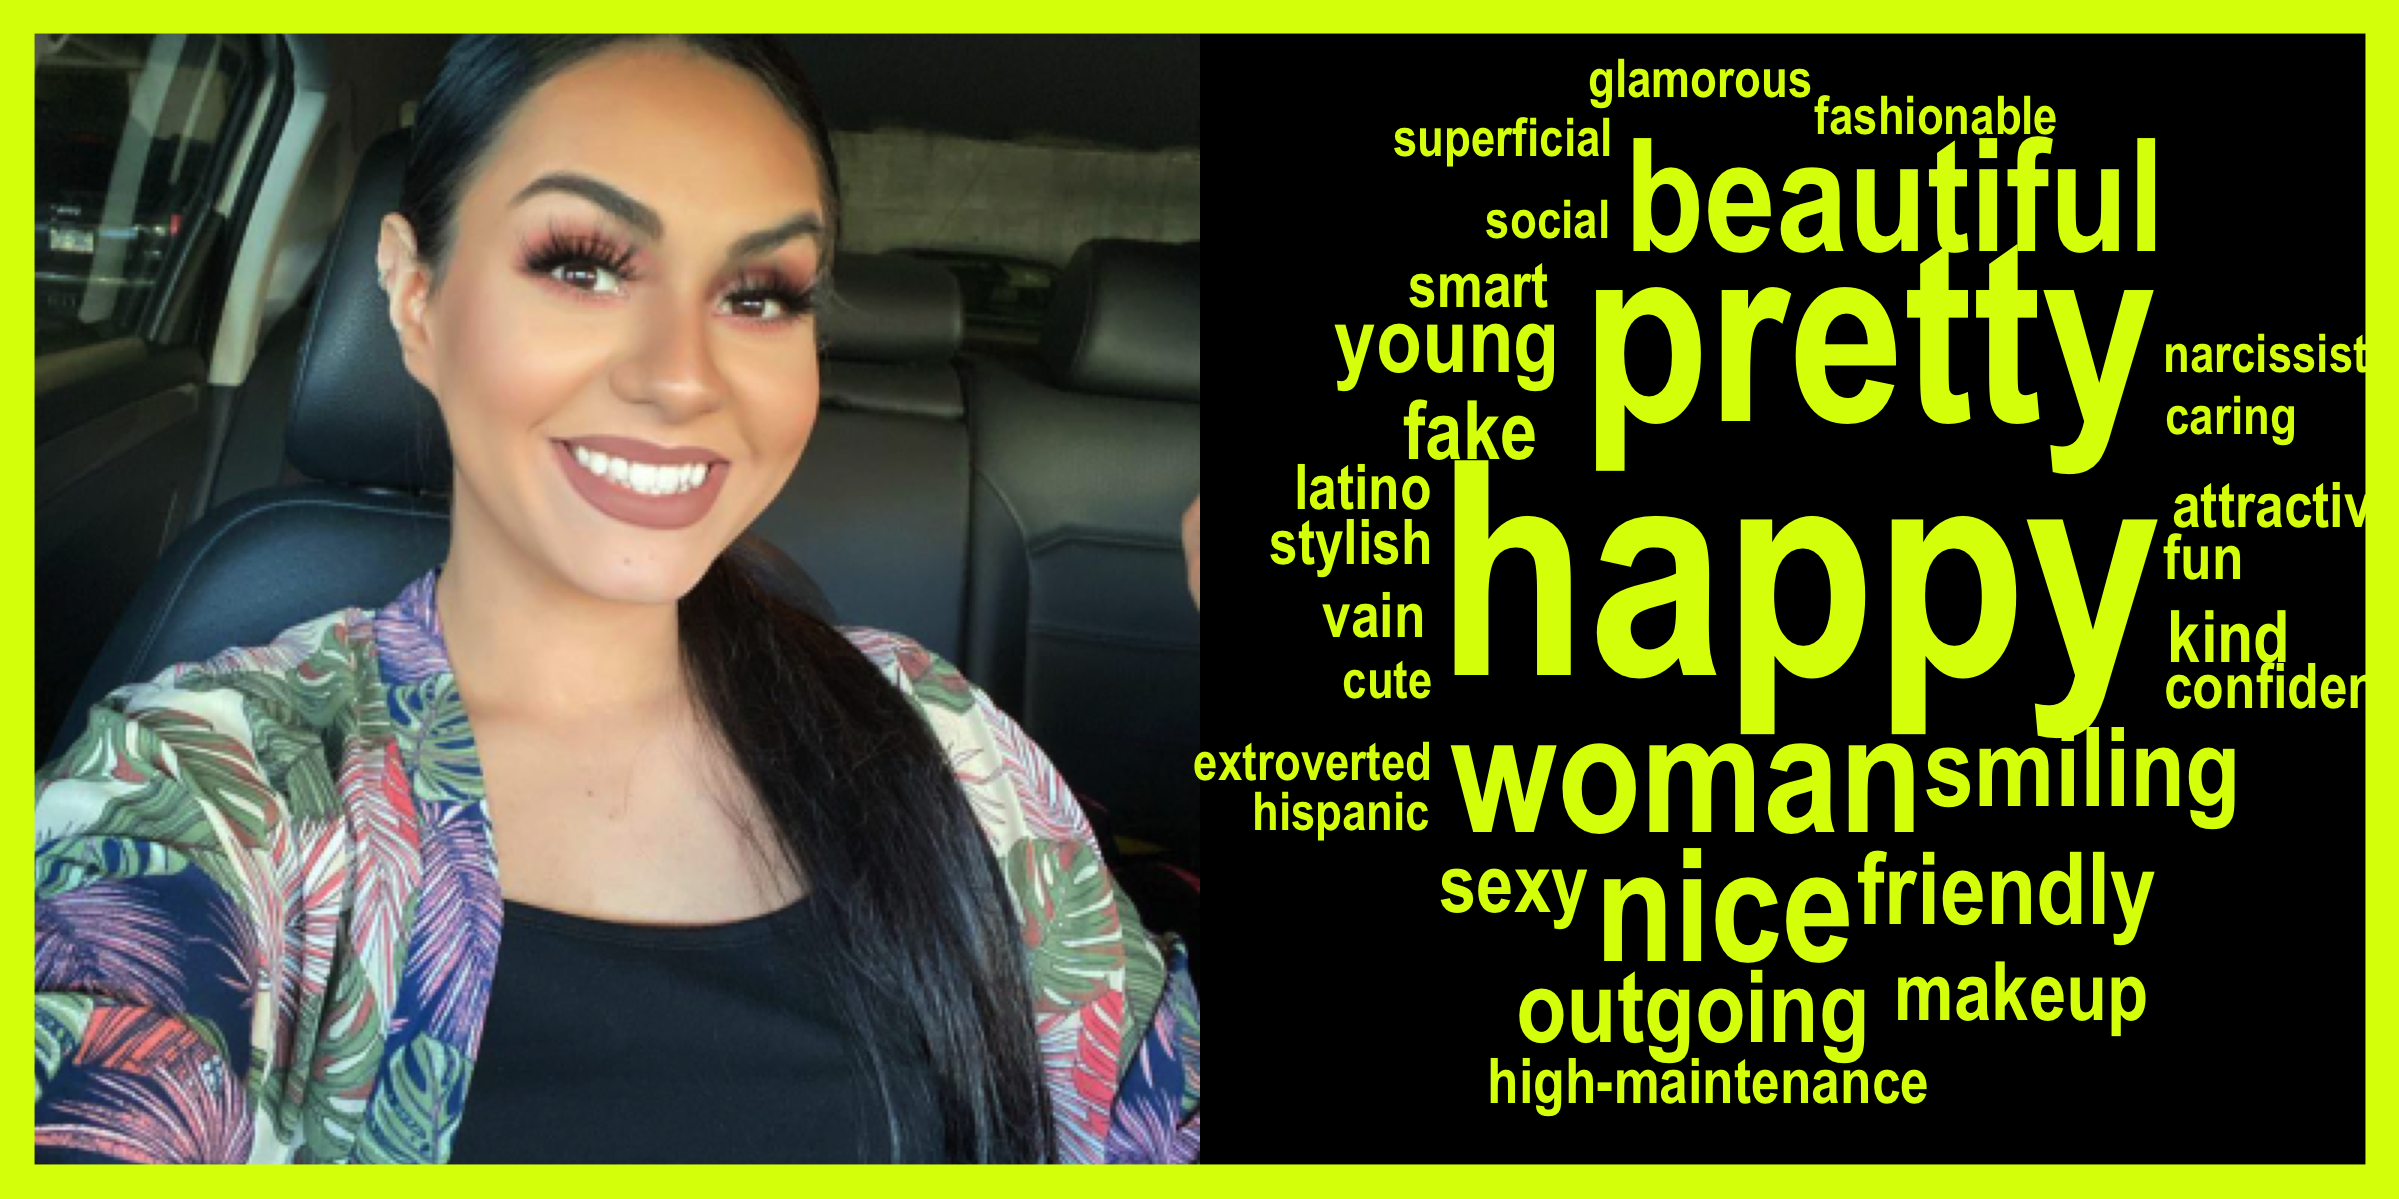 glamorous
fashionable
superficial
beautiful
social
smart
pretty
young
narcissist
caring
fake
latino
attractiv
stylish
happy
fun
vain
kind
cute
confider
extroverted
woman
smiling
hispanic
sexy
nice
friendly
outgoing
makeup
high-maintenance